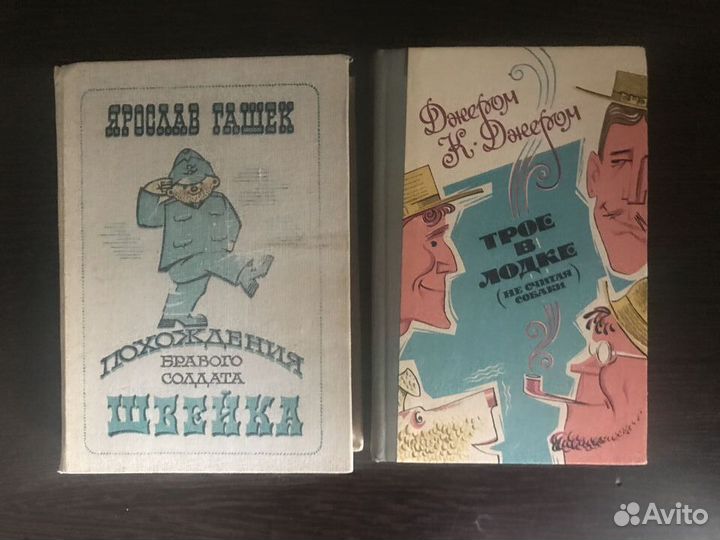 ЯРОСЛАВ ГАШЕК
ПОХОЖДЕНИЯ
БРАВОГО
СОЛДАТА
ШВЕЙКА
Джером
К. Джером
ТРОЕ
В
ЛОДКЕ
(НЕ СЧИТАЯ
СОБАКИ)
Avito